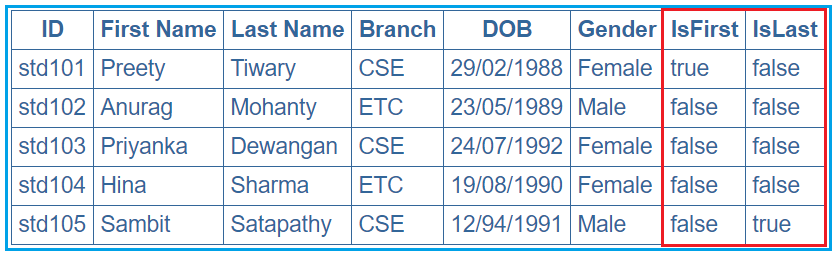 ID First Name Last Name Branch DOB Gender IsFirst IsLast
std101 Preety Tiwary CSE 29/02/1988 Female true false
std102 Anurag Mohanty ETC 23/05/1989 Male false false
std103 Priyanka Dewangan CSE 24/07/1992 Female false false
std104 Hina Sharma ETC 19/08/1990 Female false false
std105 Sambit Satapathy CSE 12/94/1991 Male false true